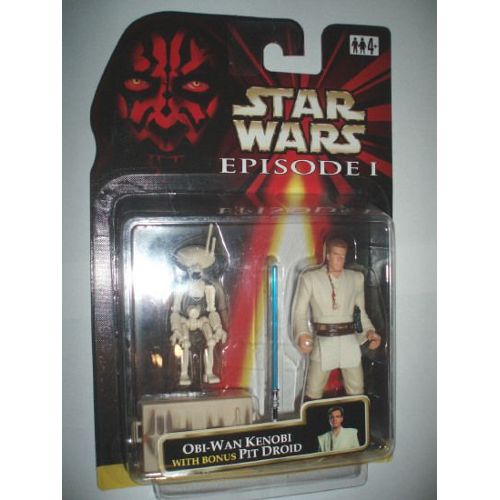 4+
STAR
WARS
EPISODE I
OBI-WAN KENOBI
WITH BONUS PIT DROID